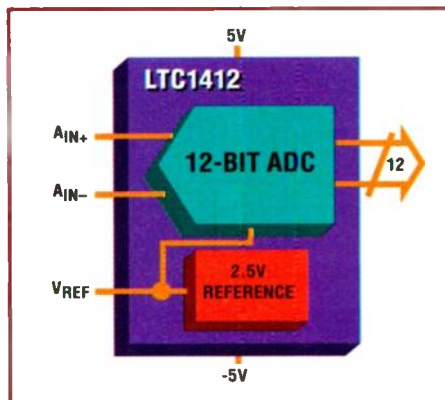 5V
LTC1412
AIN+
12-BIT ADC
12
AIN−
2.5V
REFERENCE
VREF
-5V